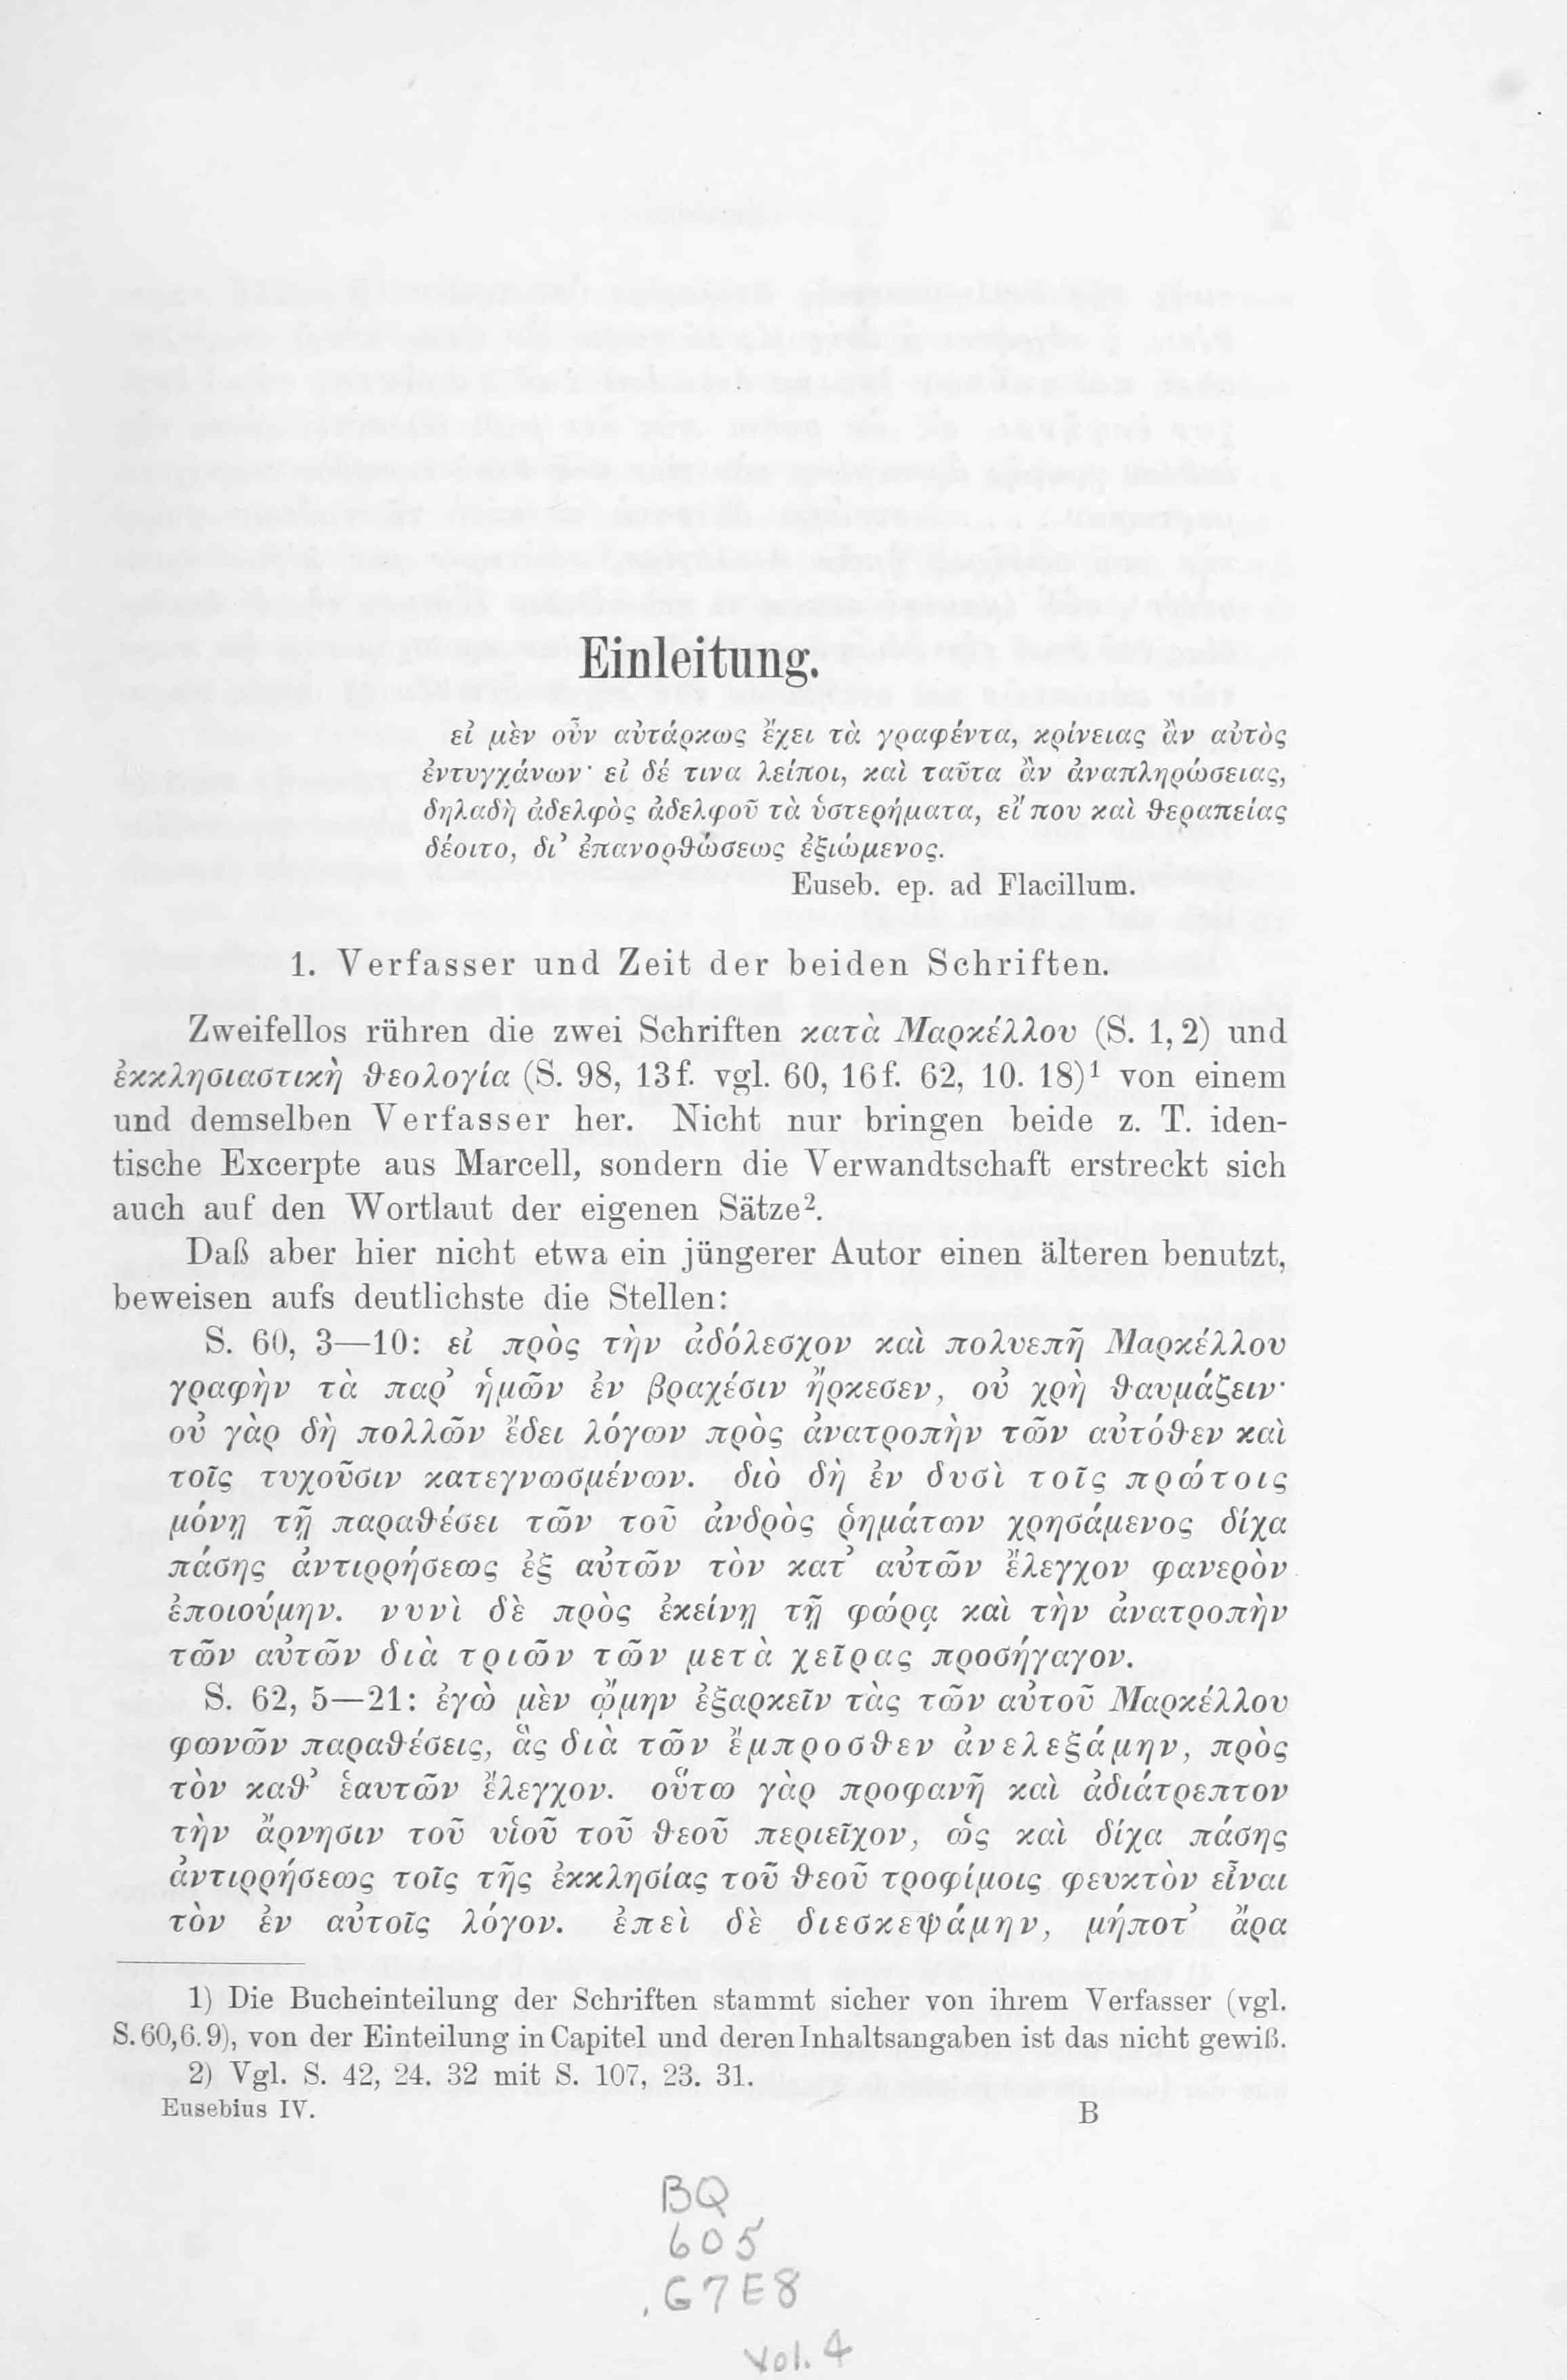 Einleitung.
εἰ μὲν οὖν αὐτάρκως ἔχει τὰ γραφέντα, κρίνειας ἂν αὐτὸς
ἐντυγχάνων· εἰ δέ τινα λείποι, καὶ ταῦτα ἂν ἀναπληρώσειας,
δηλαδὴ ἀδελφὸς ἀδελφοῦ τὰ ὑστερήματα, εἴ που καὶ θεραπείας
δέοιτο, δι’ ἐπανορθώσεως ἐξιώμενος.
Euseb. ep. ad Flacillum.
1. Verfasser und Zeit der beiden Schriften.
Zweifellos rühren die zwei Schriften κατὰ Μαρκέλλου (S. 1, 2) und
ἐκκλησιαστικὴ θεολογία (S. 98, 13f. vgl. 60, 16f. 62, 10. 18)¹ von einem
und demselben Verfasser her. Nicht nur bringen beide z. T. iden-
tische Excerpte aus Marcell, sondern die Verwandtschaft erstreckt sich
auch auf den Wortlaut der eigenen Sätze².
Daß aber hier nicht etwa ein jüngerer Autor einen älteren benutzt,
beweisen aufs deutlichste die Stellen:
S. 60, 3—10: εἰ πρὸς τὴν ἀδόλεσχον καὶ πολυεπῆ Μαρκέλλου
γραφὴν τὰ παρ’ ἡμῶν ἐν βραχέσιν ἤρκεσεν, οὐ χρὴ θαυμάζειν·
οὐ γὰρ δὴ πολλῶν ἔδει λόγων πρὸς ἀνατροπὴν τῶν αὐτόθεν καὶ
τοῖς τυχοῦσιν κατεγνωσμένων. διὸ δὴ ἐν δυσὶ τοῖς πρώτοις
μόνῃ τῇ παραθέσει τῶν τοῦ ἀνδρὸς ῥημάτων χρησάμενος δίχα
πάσης ἀντιρρήσεως ἐξ αὐτῶν τὸν κατ’ αὐτῶν ἔλεγχον φανερὸν
ἐποιούμην. νυνὶ δὲ πρὸς ἐκείνῃ τῇ φώρᾳ καὶ τὴν ἀνατροπὴν
τῶν αὐτῶν διὰ τριῶν τῶν μετὰ χεῖρας προσήγαγον.
S. 62, 5—21: ἐγὼ μὲν ᾤμην ἐξαρκεῖν τὰς τῶν αὐτοῦ Μαρκέλλου
φωνῶν παραθέσεις, ἃς διὰ τῶν ἔμπροσθεν ἀνελεξάμην, πρὸς
τὸν καθ’ ἑαυτῶν ἔλεγχον. οὕτω γὰρ προφανῆ καὶ ἀδιάτρεπτον
τὴν ἄρνησιν τοῦ υἱοῦ τοῦ θεοῦ περιεῖχον, ὡς καὶ δίχα πάσης
ἀντιρρήσεως τοῖς τῆς ἐκκλησίας τοῦ θεοῦ τροφίμοις φευκτὸν εἶναι
τὸν ἐν αὐτοῖς λόγον. ἐπεὶ δὲ διεσκεψάμην, μήποτ’ ἄρα
1) Die Bucheinteilung der Schriften stammt sicher von ihrem Verfasser (vgl.
S. 60, 6. 9), von der Einteilung in Capitel und deren Inhaltsangaben ist das nicht gewiß.
2) Vgl. S. 42, 24. 32 mit S. 107, 23. 31.
Eusebius IV. B
BQ
605
.G7E8
Vol. 4